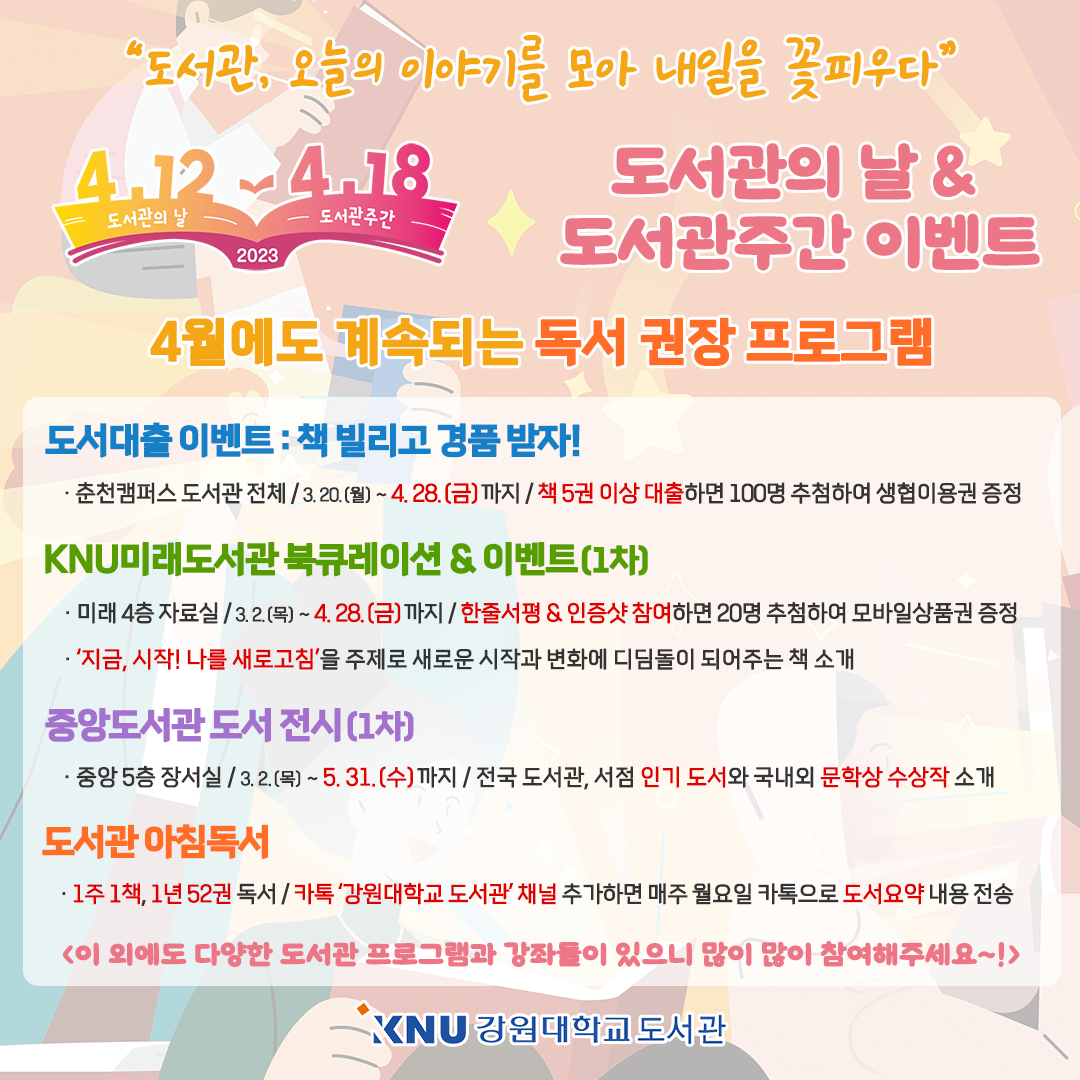 “도서관, 오늘의 이야기를 모아 내일을 꽃피우다”
4.12 ~ 4.18
도서관의 날 도서관주간
2023
도서관의 날 &
도서관주간 이벤트
4월에도 계속되는 독서 권장 프로그램
도서대출 이벤트 : 책 빌리고 경품 받자!
· 춘천캠퍼스 도서관 전체 / 3. 20. (월) ~ 4. 28. (금) 까지 / 책 5권 이상 대출하면 100명 추첨하여 생협이용권 증정
KNU미래도서관 북큐레이션 & 이벤트 (1차)
· 미래 4층 자료실 / 3. 2. (목) ~ 4. 28. (금) 까지 / 한줄서평 & 인증샷 참여하면 20명 추첨하여 모바일상품권 증정
· ‘지금, 시작! 나를 새로고침’을 주제로 새로운 시작과 변화에 디딤돌이 되어주는 책 소개
중앙도서관 도서 전시 (1차)
· 중앙 5층 장서실 / 3. 2. (목) ~ 5. 31. (수) 까지 / 전국 도서관, 서점 인기 도서와 국내외 문학상 수상작 소개
도서관 아침독서
· 1주 1책, 1년 52권 독서 / 카톡 ‘강원대학교 도서관’ 채널 추가하면 매주 월요일 카톡으로 도서요약 내용 전송
<이 외에도 다양한 도서관 프로그램과 강좌들이 있으니 많이 많이 참여해주세요~!>
KNU 강원대학교도서관